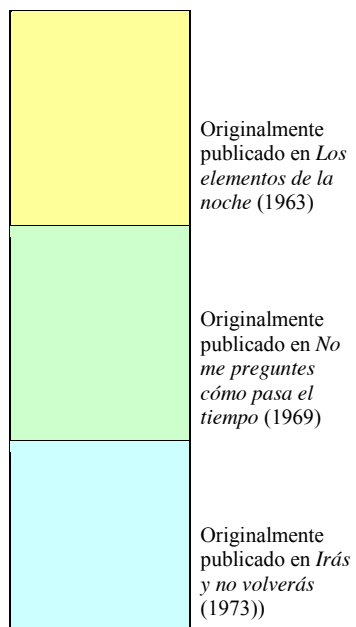 Originalmente
publicado en Los
elementos de la
noche (1963)
Originalmente
publicado en No
me preguntes
cómo pasa el
tiempo (1969)
Originalmente
publicado en Irás
y no volverás
(1973))